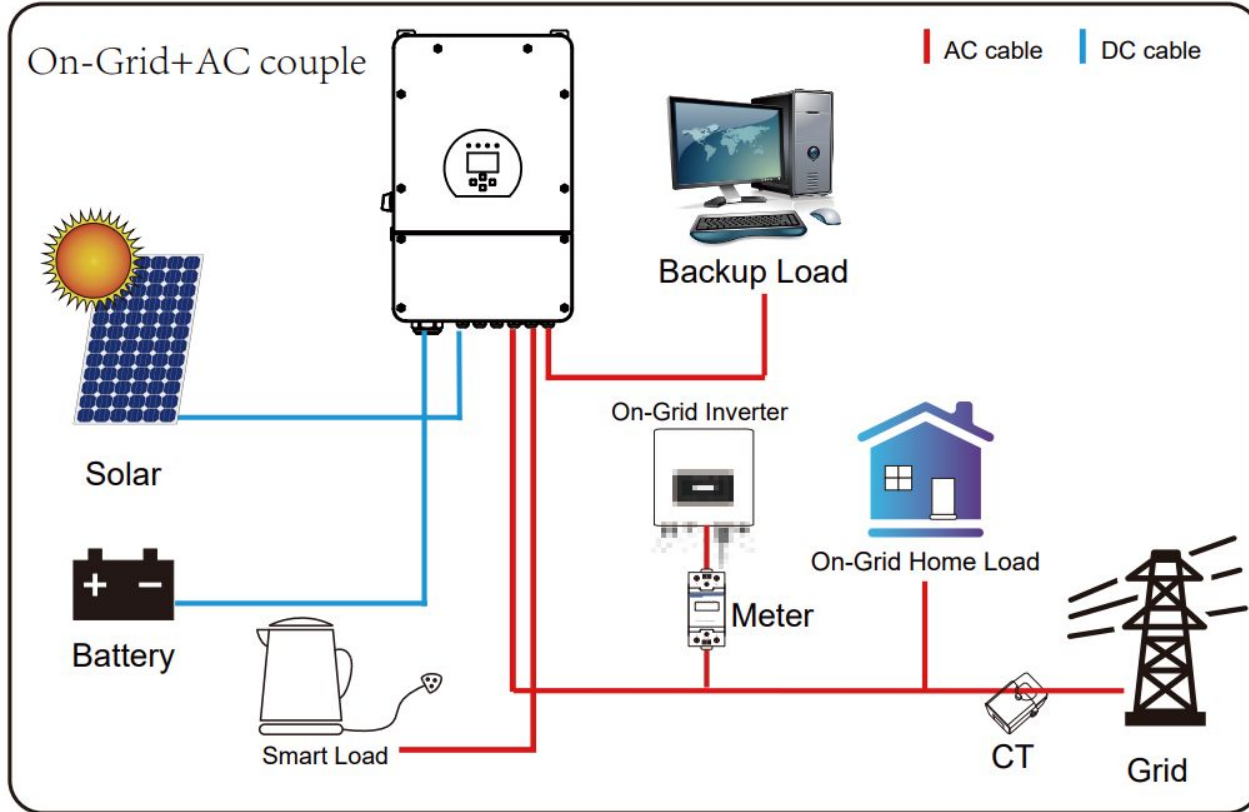 On-Grid+AC couple
AC cable
DC cable
Backup Load
On-Grid Inverter
Solar
On-Grid Home Load
Meter
Battery
Smart Load
CT
Grid